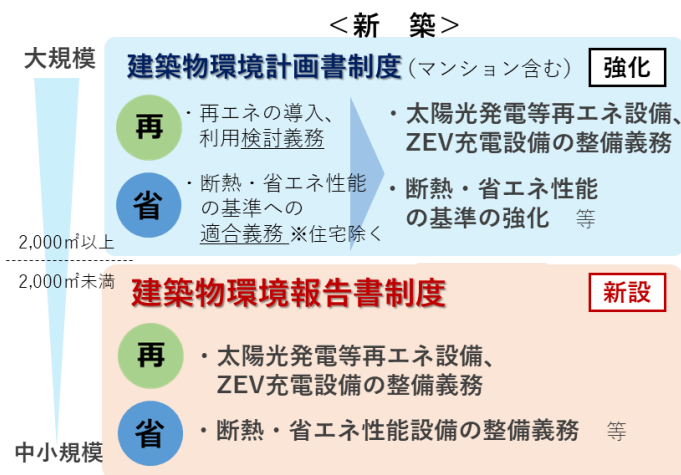 ＜新　築＞
大規模
建築物環境計画書制度（マンション含む）
強化
再
・再エネの導入、
利用検討義務
省
・断熱・省エネ性能
の基準への
適合義務 ※住宅除く
・太陽光発電等再エネ設備、
ZEV充電設備の整備義務
・断熱・省エネ性能
の基準の強化　等
2,000㎡以上
2,000㎡未満
建築物環境報告書制度
新設
再
・太陽光発電等再エネ設備、
ZEV充電設備の整備義務
省
・断熱・省エネ性能設備の整備義務　等
中小規模